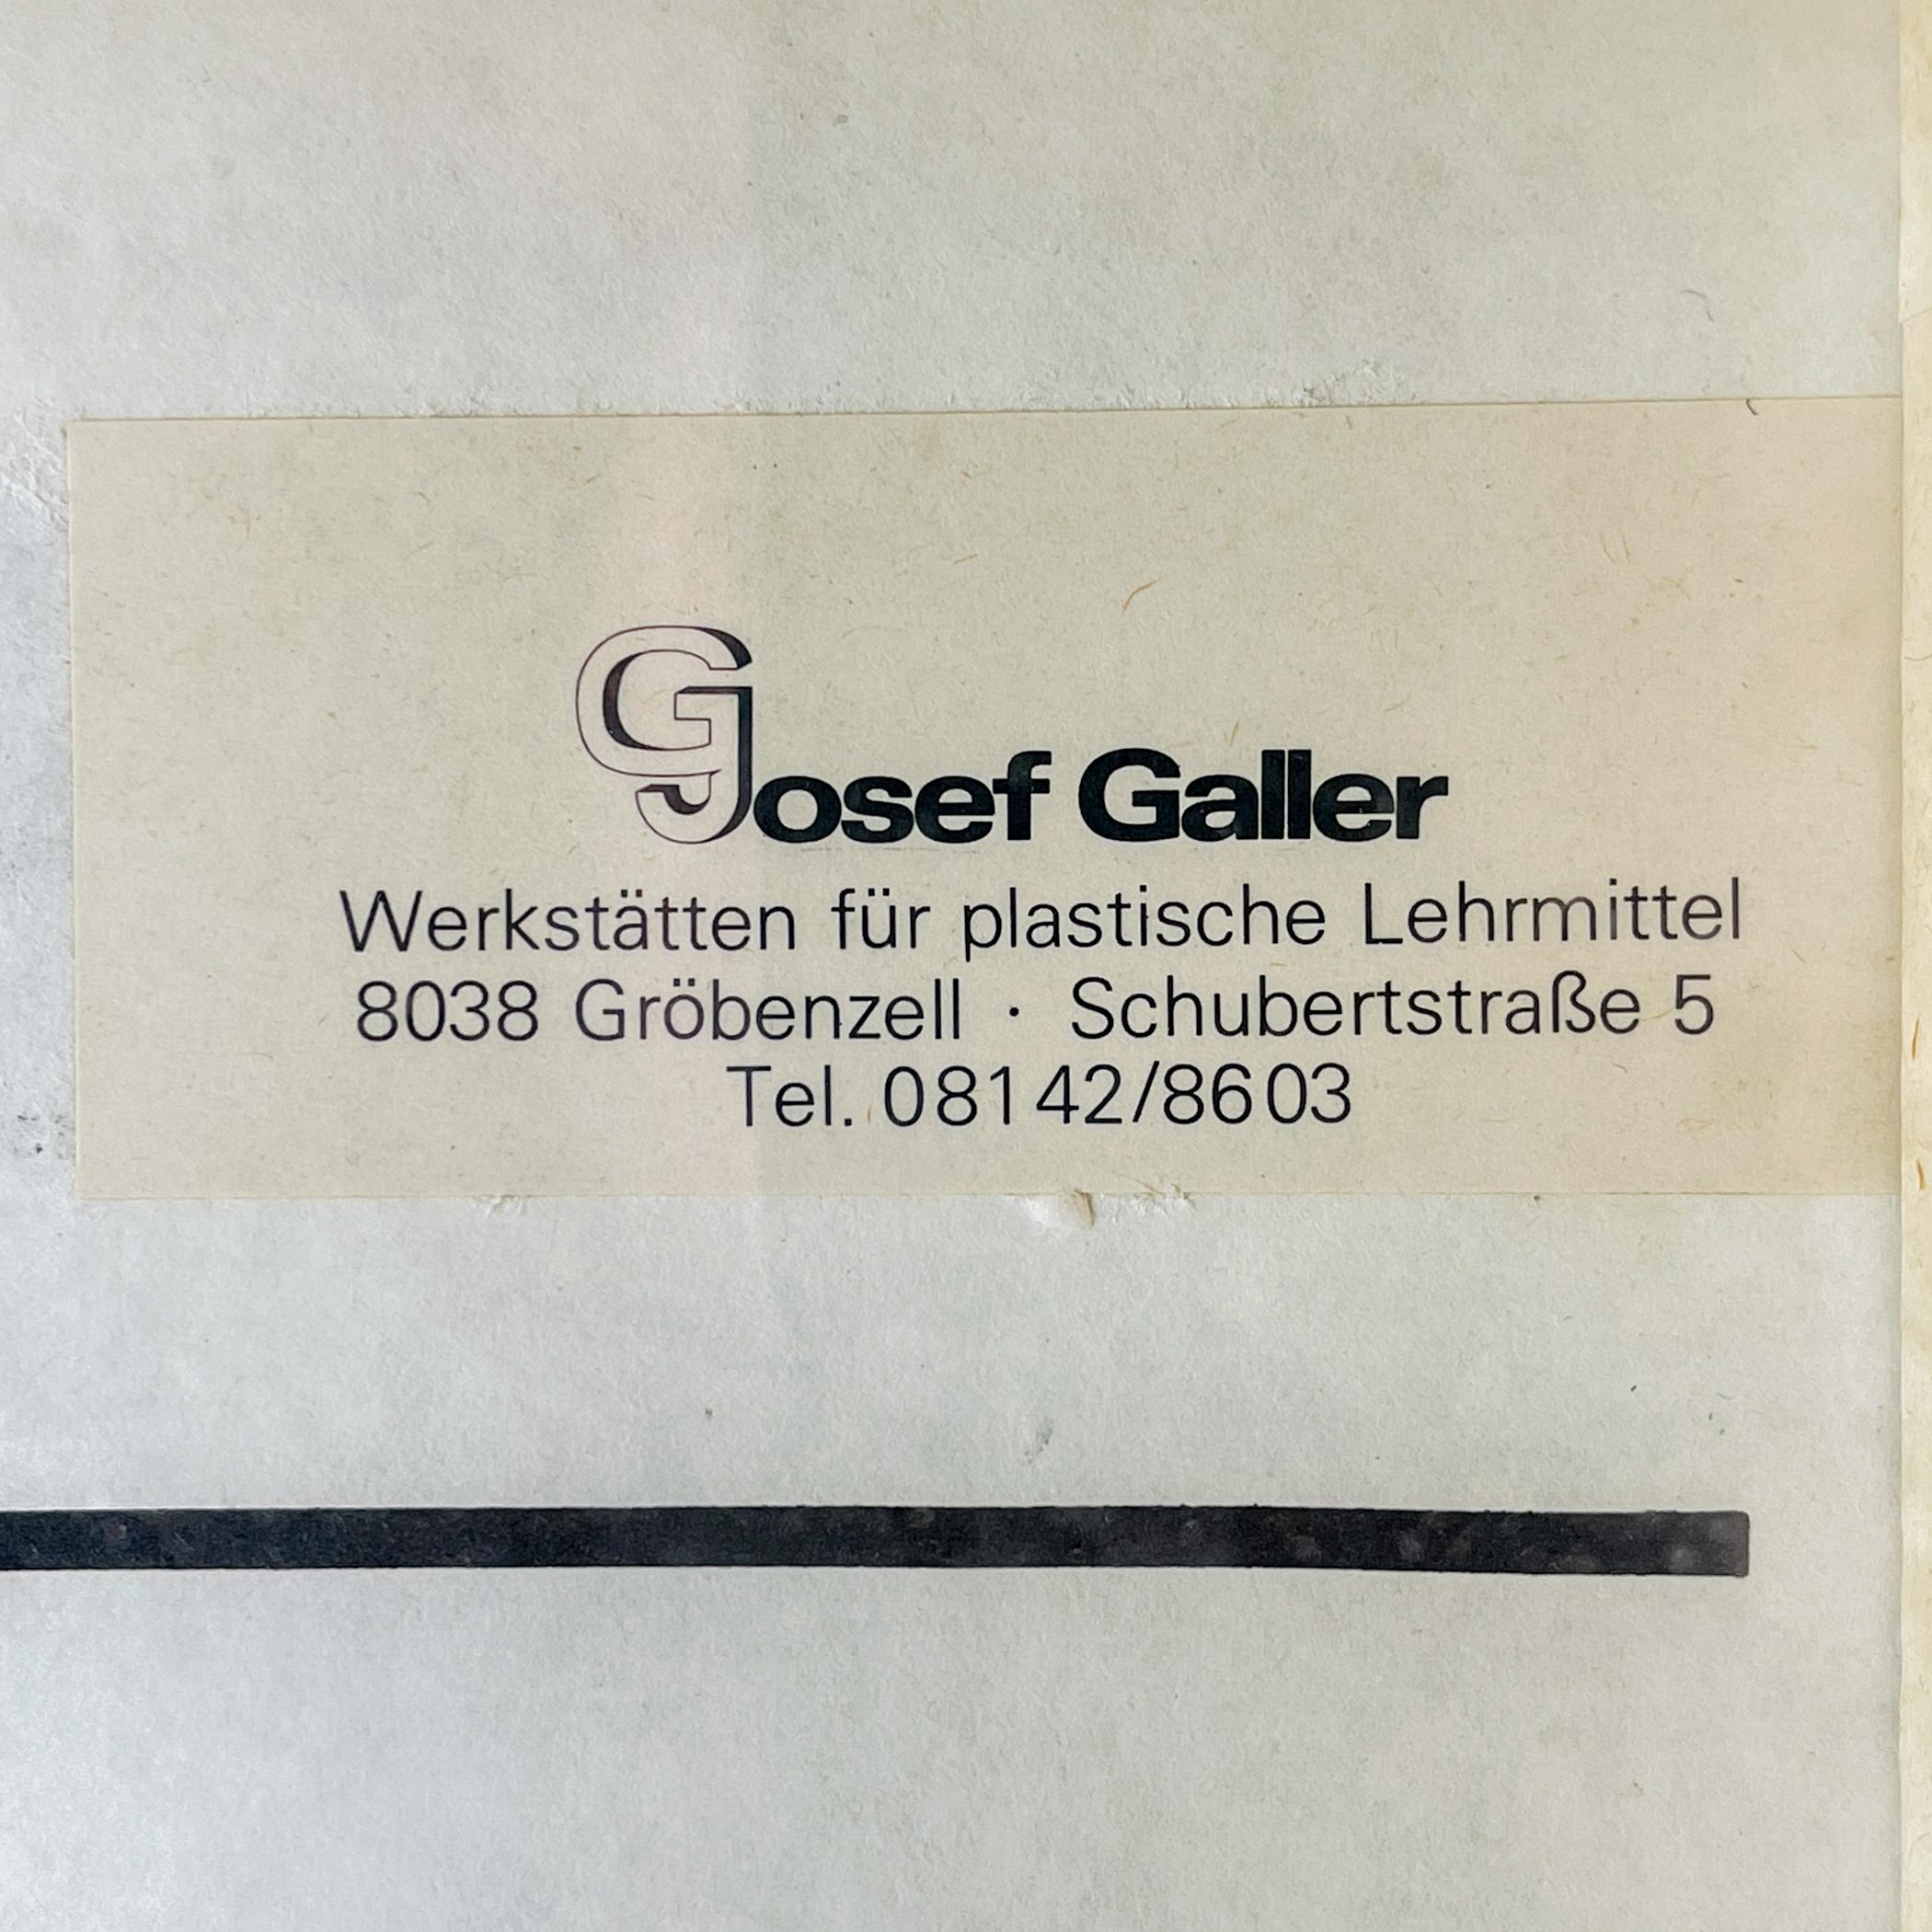 Josef Galler
Werkstätten für plastische Lehrmittel
8038 Gröbenzell · Schubertstraße 5
Tel. 08142/8603